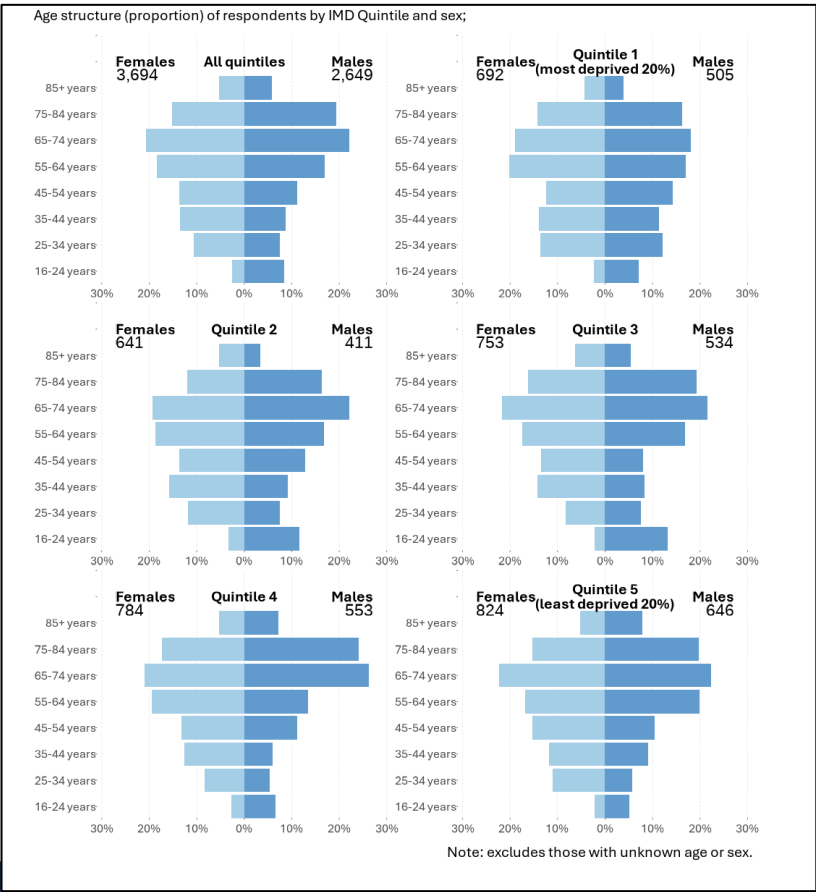 Age structure (proportion) of respondents by IMD Quintile and sex;
Females All quintiles Males
3,694 2,649
85+ years
75-84 years
65-74 years
55-64 years
45-54 years
35-44 years
25-34 years
16-24 years
30% 20% 10% 0% 10% 20% 30%
Females Quintile 1 Males
692 (most deprived 20%) 505
85+ years
75-84 years
65-74 years
55-64 years
45-54 years
35-44 years
25-34 years
16-24 years
30% 20% 10% 0% 10% 20% 30%
Females Quintile 2 Males
641 411
85+ years
75-84 years
65-74 years
55-64 years
45-54 years
35-44 years
25-34 years
16-24 years
30% 20% 10% 0% 10% 20% 30%
Females Quintile 3 Males
753 534
85+ years
75-84 years
65-74 years
55-64 years
45-54 years
35-44 years
25-34 years
16-24 years
30% 20% 10% 0% 10% 20% 30%
Females Quintile 4 Males
784 553
85+ years
75-84 years
65-74 years
55-64 years
45-54 years
35-44 years
25-34 years
16-24 years
30% 20% 10% 0% 10% 20% 30%
Females Quintile 5 Males
824 (least deprived 20%) 646
85+ years
75-84 years
65-74 years
55-64 years
45-54 years
35-44 years
25-34 years
16-24 years
30% 20% 10% 0% 10% 20% 30%
Note: excludes those with unknown age or sex.